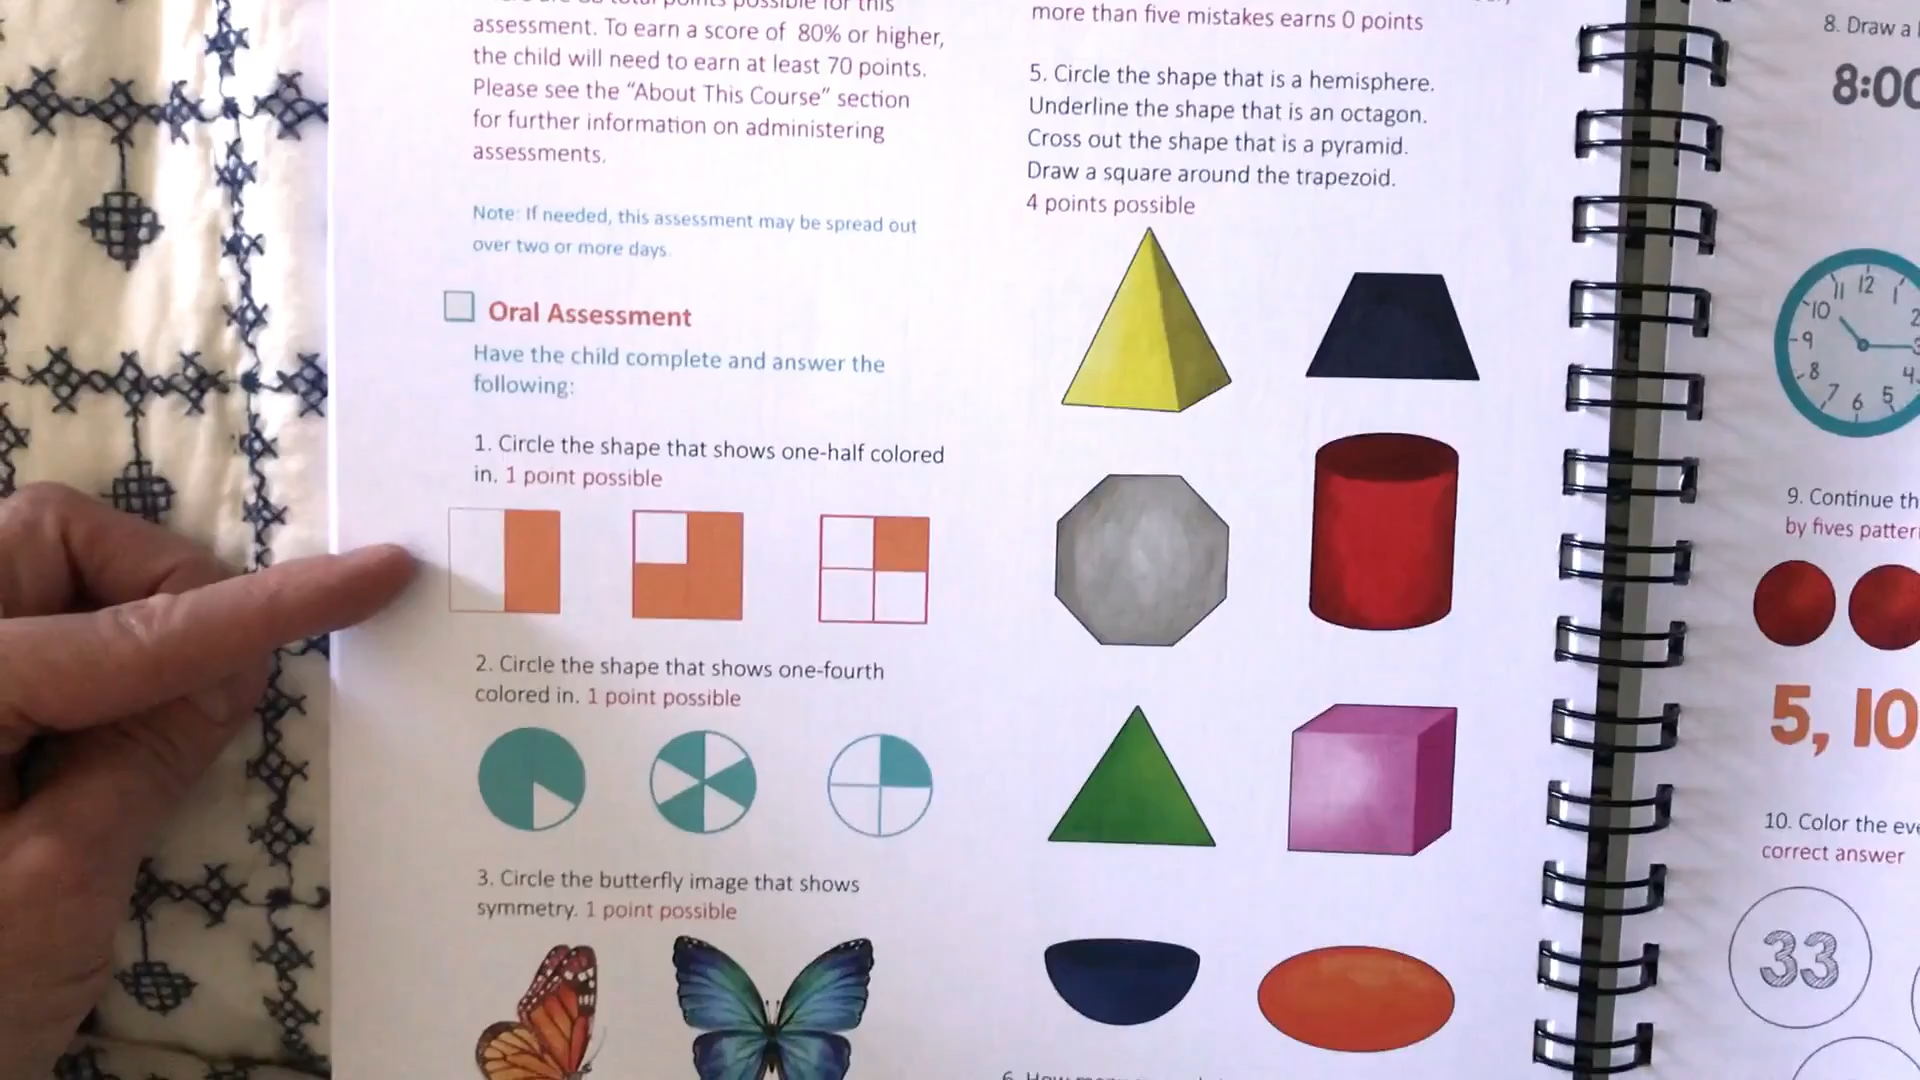 assessment. To earn a score of 80% or higher,
the child will need to earn at least 70 points.
Please see the “About This Course” section
for further information on administering
assessments.
Note: If needed, this assessment may be spread out
over two or more days.
Oral Assessment
Have the child complete and answer the
following:
1. Circle the shape that shows one-half colored
in. 1 point possible
2. Circle the shape that shows one-fourth
colored in. 1 point possible
3. Circle the butterfly image that shows
symmetry. 1 point possible
more than five mistakes earns 0 points
5. Circle the shape that is a hemisphere.
Underline the shape that is an octagon.
Cross out the shape that is a pyramid.
Draw a square around the trapezoid.
4 points possible
8. Draw a
8:00
11 12 1
10 2
9 3
8 4
7 6 5
9. Continue th
by fives patter
5, 10
10. Color the eve
correct answer
33